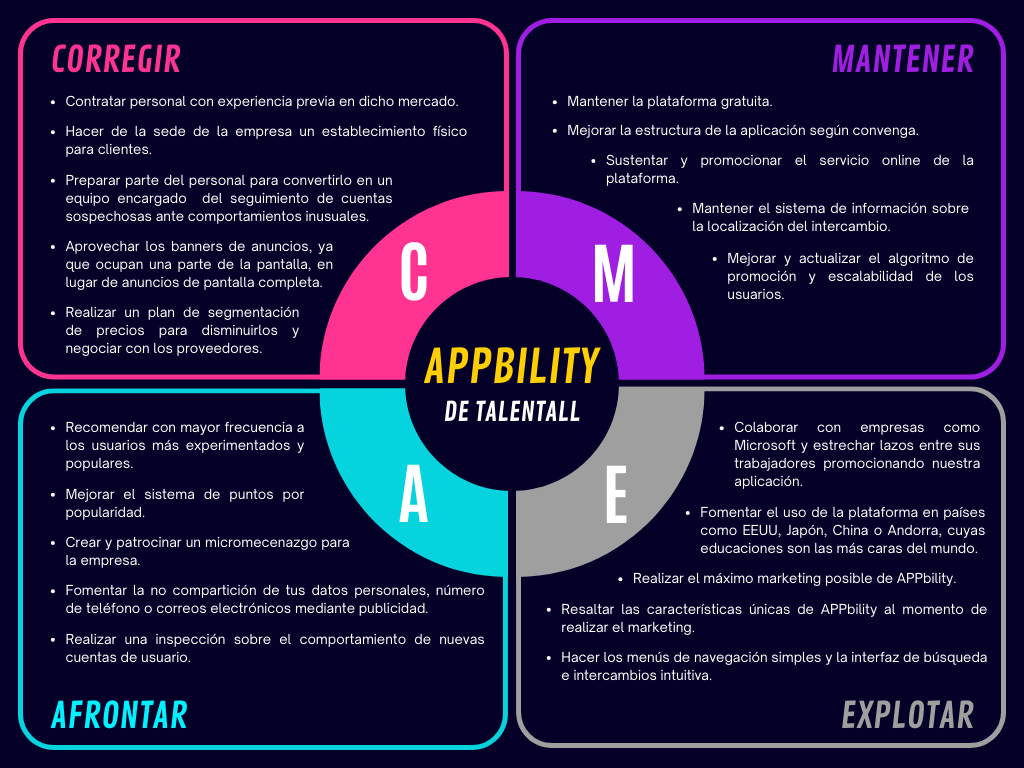 CORREGIR
• Contratar personal con experiencia previa en dicho mercado.
• Hacer de la sede de la empresa un establecimiento físico
para clientes.
• Preparar parte del personal para convertirlo en un
equipo encargado del seguimiento de cuentas
sospechosas ante comportamientos inusuales.
• Aprovechar los banners de anuncios, ya
que ocupan una parte de la pantalla, en
lugar de anuncios de pantalla completa.
• Realizar un plan de segmentación
de precios para disminuirlos y
negociar con los proveedores.
MANTENER
• Mantener la plataforma gratuita.
• Mejorar la estructura de la aplicación según convenga.
• Sustentar y promocionar el servicio online de la
plataforma.
• Mantener el sistema de información sobre
la localización del intercambio.
• Mejorar y actualizar el algoritmo de
promoción y escalabilidad de los
usuarios.
C
M
APPBILITY
DE TALENTALL
A
E
• Recomendar con mayor frecuencia a
los usuarios más experimentados y
populares.
• Mejorar el sistema de puntos por
popularidad.
• Crear y patrocinar un micromecenazgo para
la empresa.
• Fomentar la no compartición de tus datos personales, número
de teléfono o correos electrónicos mediante publicidad.
• Realizar una inspección sobre el comportamiento de nuevas
cuentas de usuario.
AFRONTAR
• Colaborar con empresas como
Microsoft y estrechar lazos entre sus
trabajadores promocionando nuestra
aplicación.
• Fomentar el uso de la plataforma en países
como EEUU, Japón, China o Andorra, cuyas
educaciones son las más caras del mundo.
• Realizar el máximo marketing posible de APPbility.
• Resaltar las características únicas de APPbility al momento de
realizar el marketing.
• Hacer los menús de navegación simples y la interfaz de búsqueda
e intercambios intuitiva.
EXPLOTAR